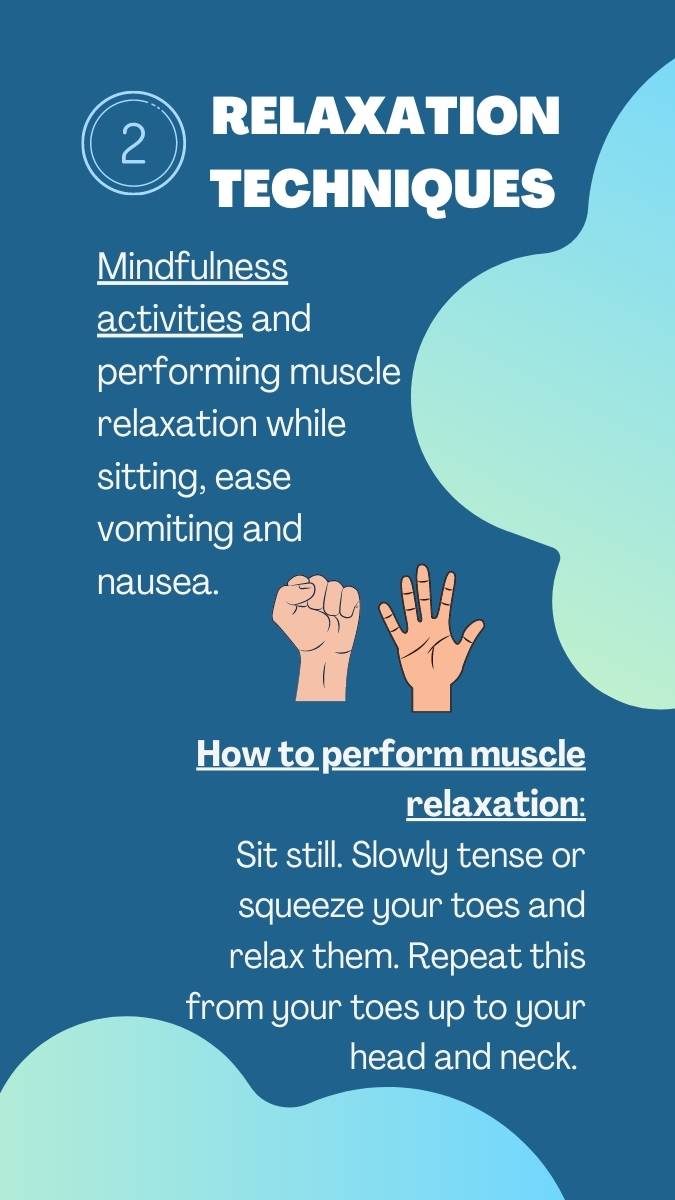 2
RELAXATION
TECHNIQUES
Mindfulness
activities and
performing muscle
relaxation while
sitting, ease
vomiting and
nausea.
How to perform muscle
relaxation:
Sit still. Slowly tense or
squeeze your toes and
relax them. Repeat this
from your toes up to your
head and neck.